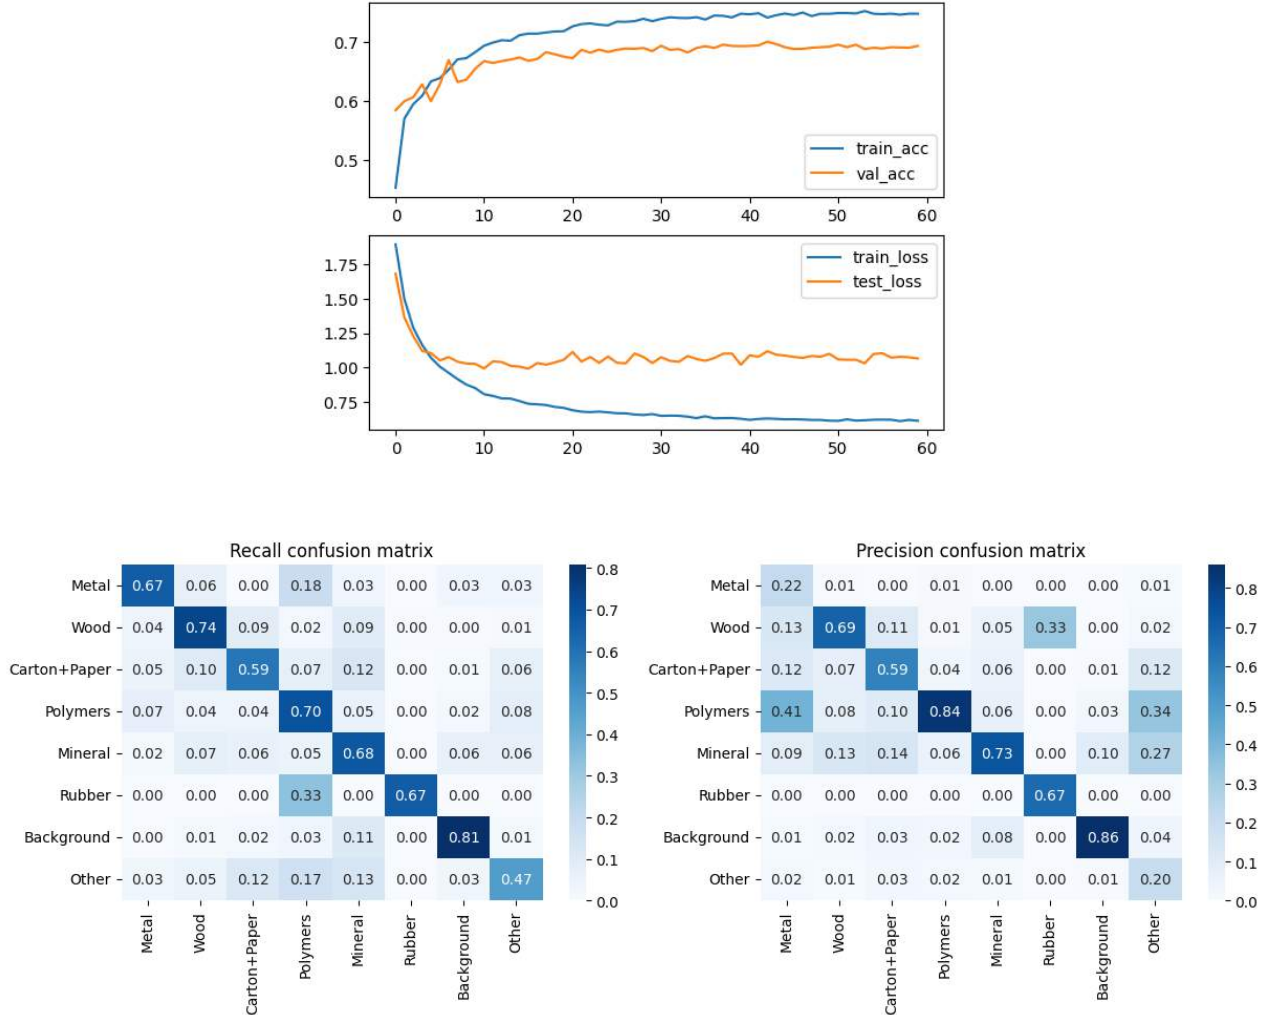 0.7
0.6
0.5
train_acc
val_acc
0 10 20 30 40 50 60
1.75
1.50
1.25
1.00
0.75
train_loss
test_loss
0 10 20 30 40 50 60
Recall confusion matrix
Metal 0.67 0.06 0.00 0.18 0.03 0.00 0.03 0.03
Wood 0.04 0.74 0.09 0.02 0.09 0.00 0.00 0.01
Carton+Paper 0.05 0.10 0.59 0.07 0.12 0.00 0.01 0.06
Polymers 0.07 0.04 0.04 0.70 0.05 0.00 0.02 0.08
Mineral 0.02 0.07 0.06 0.05 0.68 0.00 0.06 0.06
Rubber 0.00 0.00 0.00 0.33 0.00 0.67 0.00 0.00
Background 0.00 0.01 0.02 0.03 0.11 0.00 0.81 0.01
Other 0.03 0.05 0.12 0.17 0.13 0.00 0.03 0.47
Metal Wood Carton+Paper Polymers Mineral Rubber Background Other
0.8
0.7
0.6
0.5
0.4
0.3
0.2
0.1
0.0
Precision confusion matrix
Metal 0.22 0.01 0.00 0.01 0.00 0.00 0.00 0.01
Wood 0.13 0.69 0.11 0.01 0.05 0.33 0.00 0.02
Carton+Paper 0.12 0.07 0.59 0.04 0.06 0.00 0.01 0.12
Polymers 0.41 0.08 0.10 0.84 0.06 0.00 0.03 0.34
Mineral 0.09 0.13 0.14 0.06 0.73 0.00 0.10 0.27
Rubber 0.00 0.00 0.00 0.00 0.00 0.67 0.00 0.00
Background 0.01 0.02 0.03 0.02 0.08 0.00 0.86 0.04
Other 0.02 0.01 0.03 0.02 0.01 0.00 0.01 0.20
Metal Wood Carton+Paper Polymers Mineral Rubber Background Other
0.8
0.7
0.6
0.5
0.4
0.3
0.2
0.1
0.0